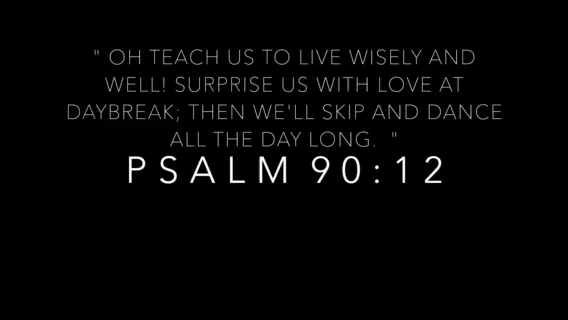 " OH TEACH US TO LIVE WISELY AND
WELL! SURPRISE US WITH LOVE AT
DAYBREAK; THEN WE'LL SKIP AND DANCE
ALL THE DAY LONG.  "
PSALM 90:12